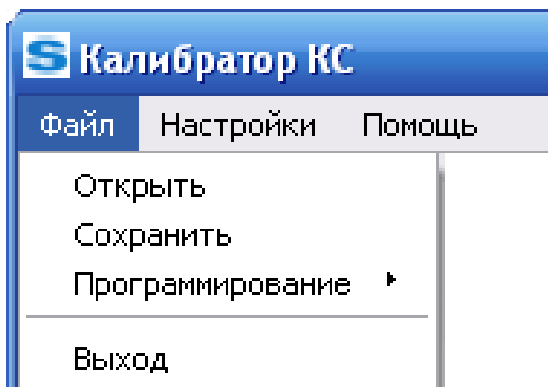 Калибратор КС
Файл Настройки Помощь
Открыть
Сохранить
Программирование
Выход